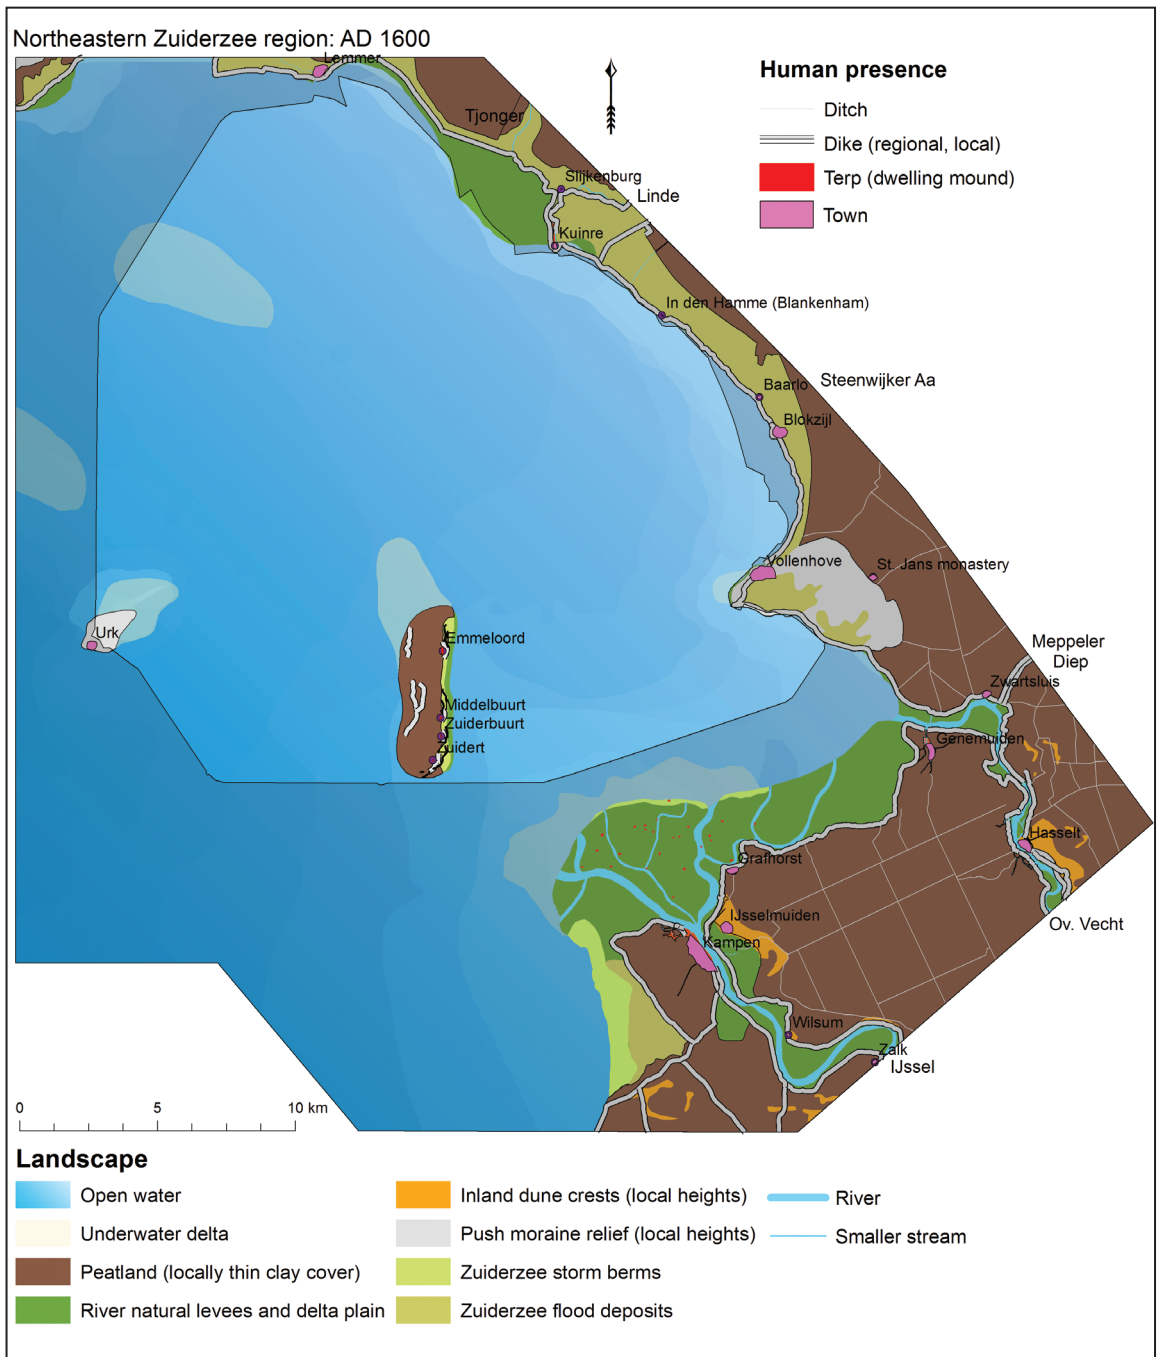 Northeastern Zuiderzee region: AD 1600
Lemmer
Human presence
Ditch
Dike (regional, local)
Terp (dwelling mound)
Town
Tjonger
Slijkenburg
Linde
Kuinre
In den Hamme (Blankenham)
Baarlo
Steenwijker Aa
Blokzijl
Vollenhove
St. Jans monastery
Urk
Emmeloord
Meppeler
Diep
Zwartsluis
Middelbuurt
Zuiderbuurt
Zuidert
Genemuiden
Hasselt
Grafhorst
IJsselmuiden
Ov. Vecht
Kampen
Wilsum
Zalk
IJssel
0 5 10 km
Landscape
Open water
Underwater delta
Peatland (locally thin clay cover)
River natural levees and delta plain
Inland dune crests (local heights)
Push moraine relief (local heights)
Zuiderzee storm berms
Zuiderzee flood deposits
River
Smaller stream